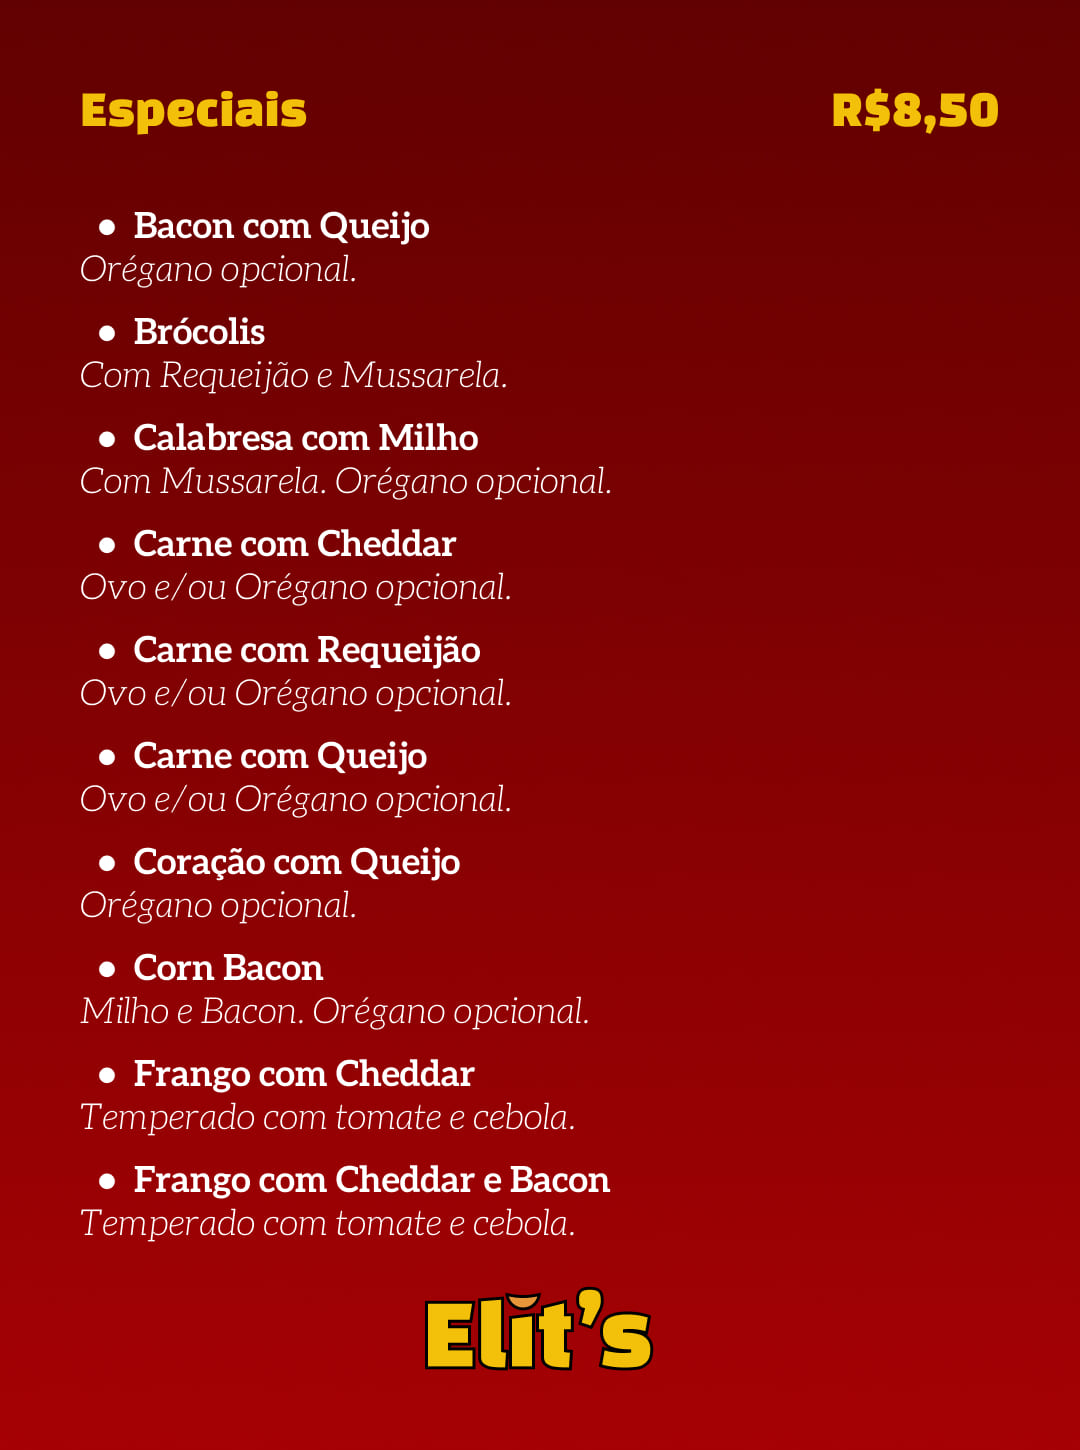 Especiais R$8,50
● Bacon com Queijo
Orégano opcional.
● Brócolis
Com Requeijão e Mussarela.
● Calabresa com Milho
Com Mussarela. Orégano opcional.
● Carne com Cheddar
Ovo e/ou Orégano opcional.
● Carne com Requeijão
Ovo e/ou Orégano opcional.
● Carne com Queijo
Ovo e/ou Orégano opcional.
● Coração com Queijo
Orégano opcional.
● Corn Bacon
Milho e Bacon. Orégano opcional.
● Frango com Cheddar
Temperado com tomate e cebola.
● Frango com Cheddar e Bacon
Temperado com tomate e cebola.
Elit's